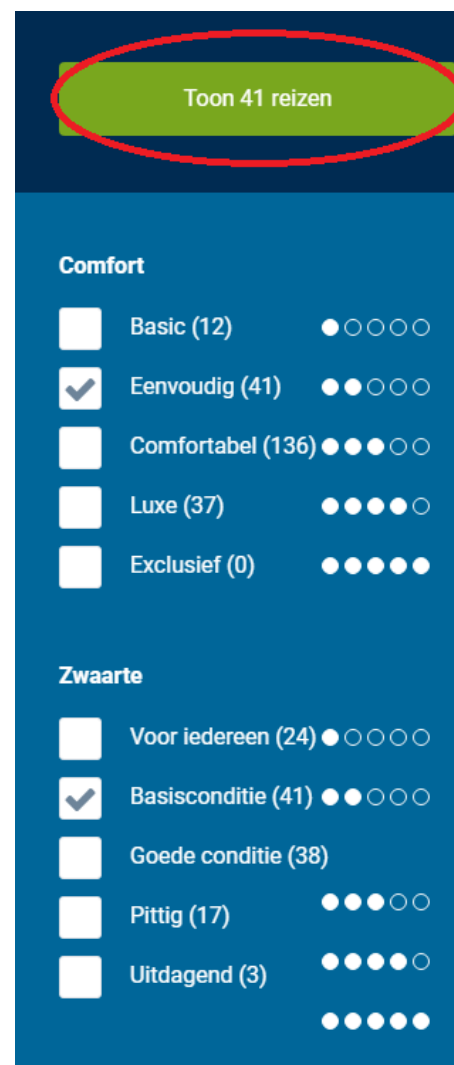 Toon 41 reizen
Comfort
Basic (12)
Eenvoudig (41)
Comfortabel (136)
Luxe (37)
Exclusief (0)
Zwaarte
Voor iedereen (24)
Basisconditie (41)
Goede conditie (38)
Pittig (17)
Uitdagend (3)